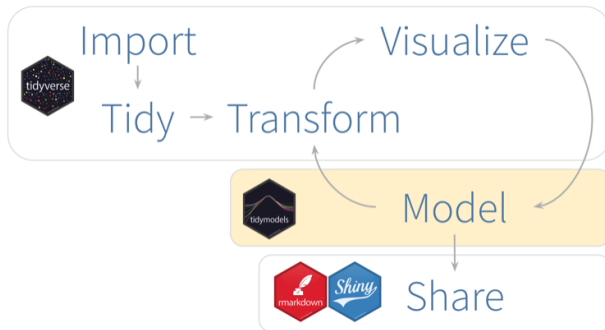 Import
Visualize
tidyverse
Tidy
Transform
tidymodels
Model
rmarkdown
Shiny
Share